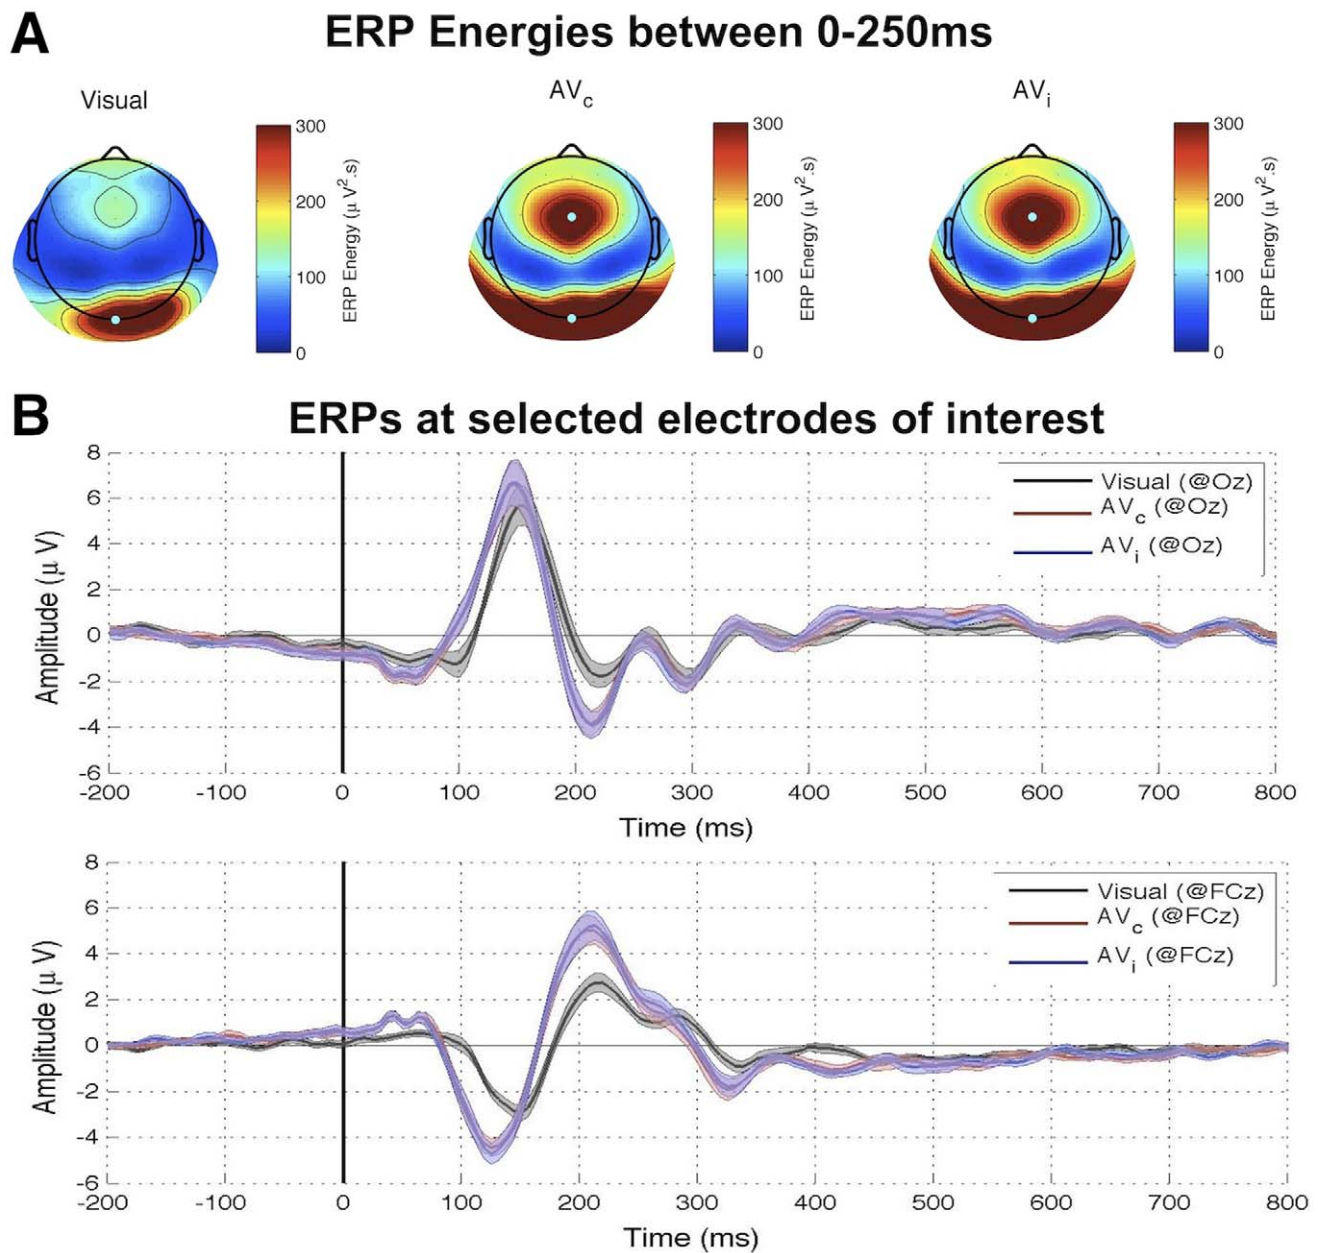 A
ERP Energies between 0-250ms
Visual
AVc
AVi
300
200
100
0
ERP Energy (μ V².s)
300
200
100
0
ERP Energy (μ V².s)
300
200
100
0
ERP Energy (μ V².s)
B
ERPs at selected electrodes of interest
8
6
4
2
0
-2
-4
-6
Amplitude (μ V)
Visual (@Oz)
AVc (@Oz)
AVi (@Oz)
-200 -100 0 100 200 300 400 500 600 700 800
Time (ms)
8
6
4
2
0
-2
-4
-6
Amplitude (μ V)
Visual (@FCz)
AVc (@FCz)
AVi (@FCz)
-200 -100 0 100 200 300 400 500 600 700 800
Time (ms)